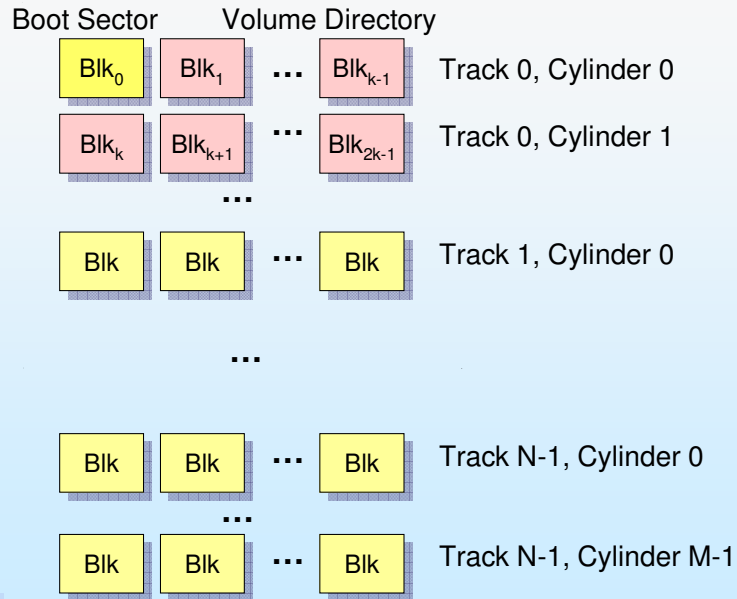 Boot Sector Volume Directory
Blk₀ Blk₁ ... Blkₖ₋₁ Track 0, Cylinder 0
Blkₖ Blkₖ₊₁ ... Blk₂ₖ₋₁ Track 0, Cylinder 1
...
Blk Blk ... Blk Track 1, Cylinder 0
...
Blk Blk ... Blk Track N-1, Cylinder 0
...
Blk Blk ... Blk Track N-1, Cylinder M-1